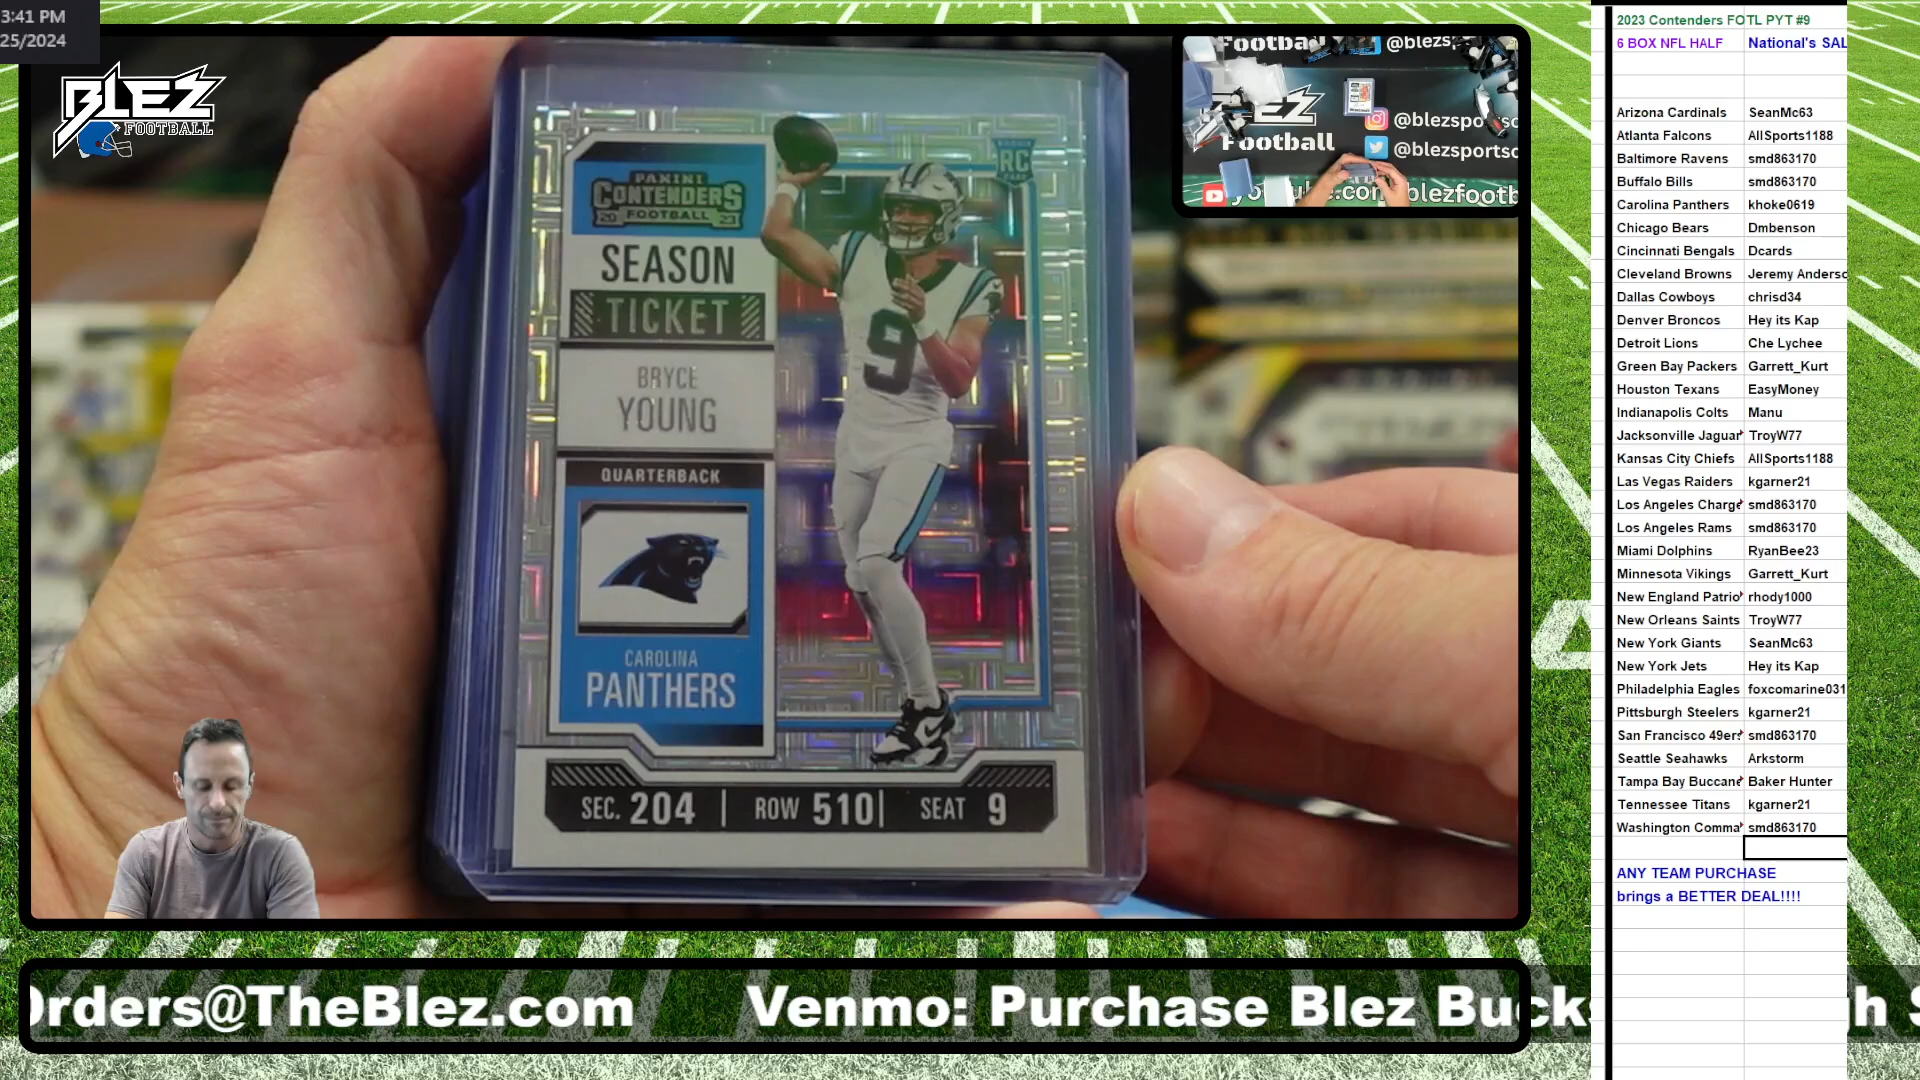 3:41 PM
25/2024
BLEZ
FOOTBALL
PANINI
CONTENDERS
20 FOOTBALL 23
SEASON
TICKET
BRYCE
YOUNG
QUARTERBACK
CAROLINA
PANTHERS
RC
9
SEC. 204 | ROW 510 | SEAT 9
Football
@blezs
@blezsportsc
Football
@blezsportsc
2023 Contenders FOTL PYT #9
6 BOX NFL HALF National's SAL
Arizona Cardinals SeanMc63
Atlanta Falcons AllSports1188
Baltimore Ravens smd863170
Buffalo Bills smd863170
Carolina Panthers khoke0619
Chicago Bears Dmbenson
Cincinnati Bengals Dcards
Cleveland Browns Jeremy Anderso
Dallas Cowboys chrisd34
Denver Broncos Hey its Kap
Detroit Lions Che Lychee
Green Bay Packers Garrett_Kurt
Houston Texans EasyMoney
Indianapolis Colts Manu
Jacksonville Jaguar TroyW77
Kansas City Chiefs AllSports1188
Las Vegas Raiders kgarner21
Los Angeles Charge smd863170
Los Angeles Rams smd863170
Miami Dolphins RyanBee23
Minnesota Vikings Garrett_Kurt
New England Patrio rhody1000
New Orleans Saints TroyW77
New York Giants SeanMc63
New York Jets Hey its Kap
Philadelphia Eagles foxcomarine031
Pittsburgh Steelers kgarner21
San Francisco 49ers smd863170
Seattle Seahawks Arkstorm
Tampa Bay Buccane Baker Hunter
Tennessee Titans kgarner21
Washington Comma smd863170
ANY TEAM PURCHASE
brings a BETTER DEAL!!!!
Orders@TheBlez.com Venmo: Purchase Blez Bucks